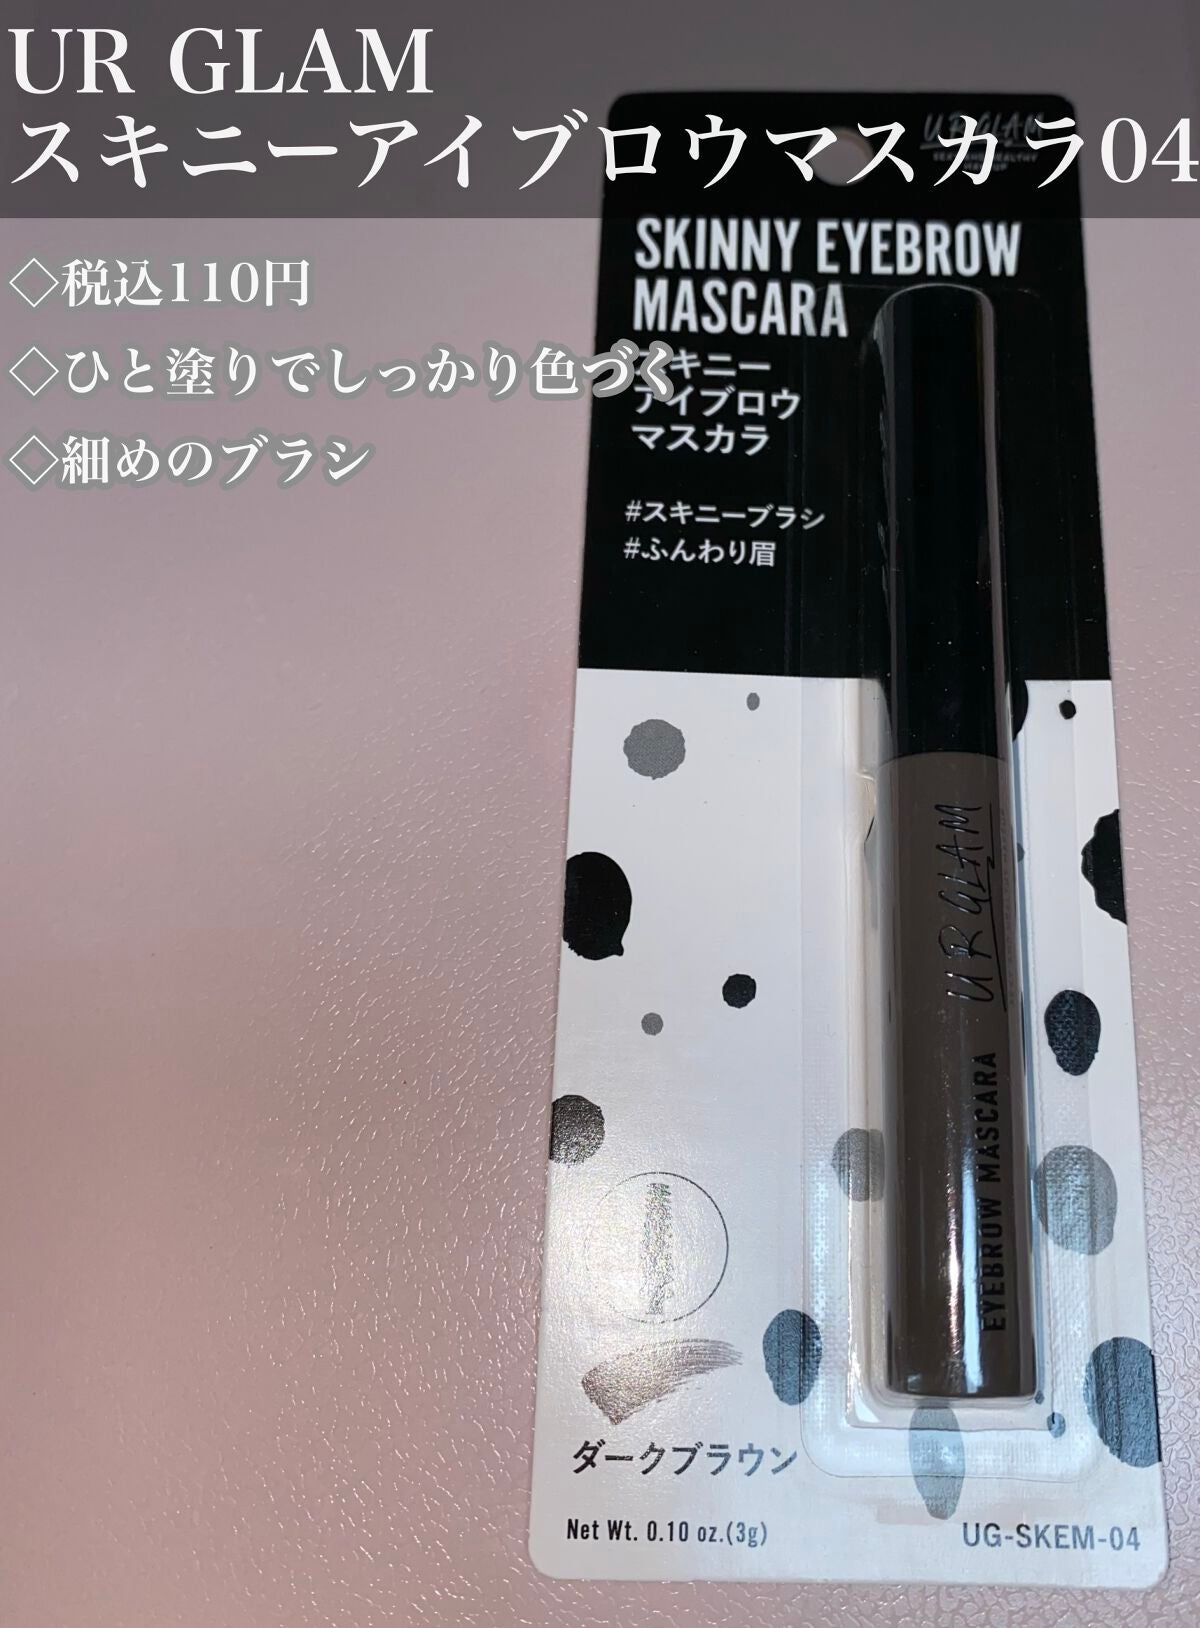 UR GLAM
スキニーアイブロウマスカラ04
◇税込110円
◇ひと塗りでしっかり色づく
◇細めのブラシ
UR GLAM
SKINNY EYEBROW
MASCARA
スキニー
アイブロウ
マスカラ
#スキニーブラシ
#ふんわり眉
UR GLAM
EYEBROW MASCARA
ダークブラウン
Net Wt. 0.10 oz.(3g)
UG-SKEM-04